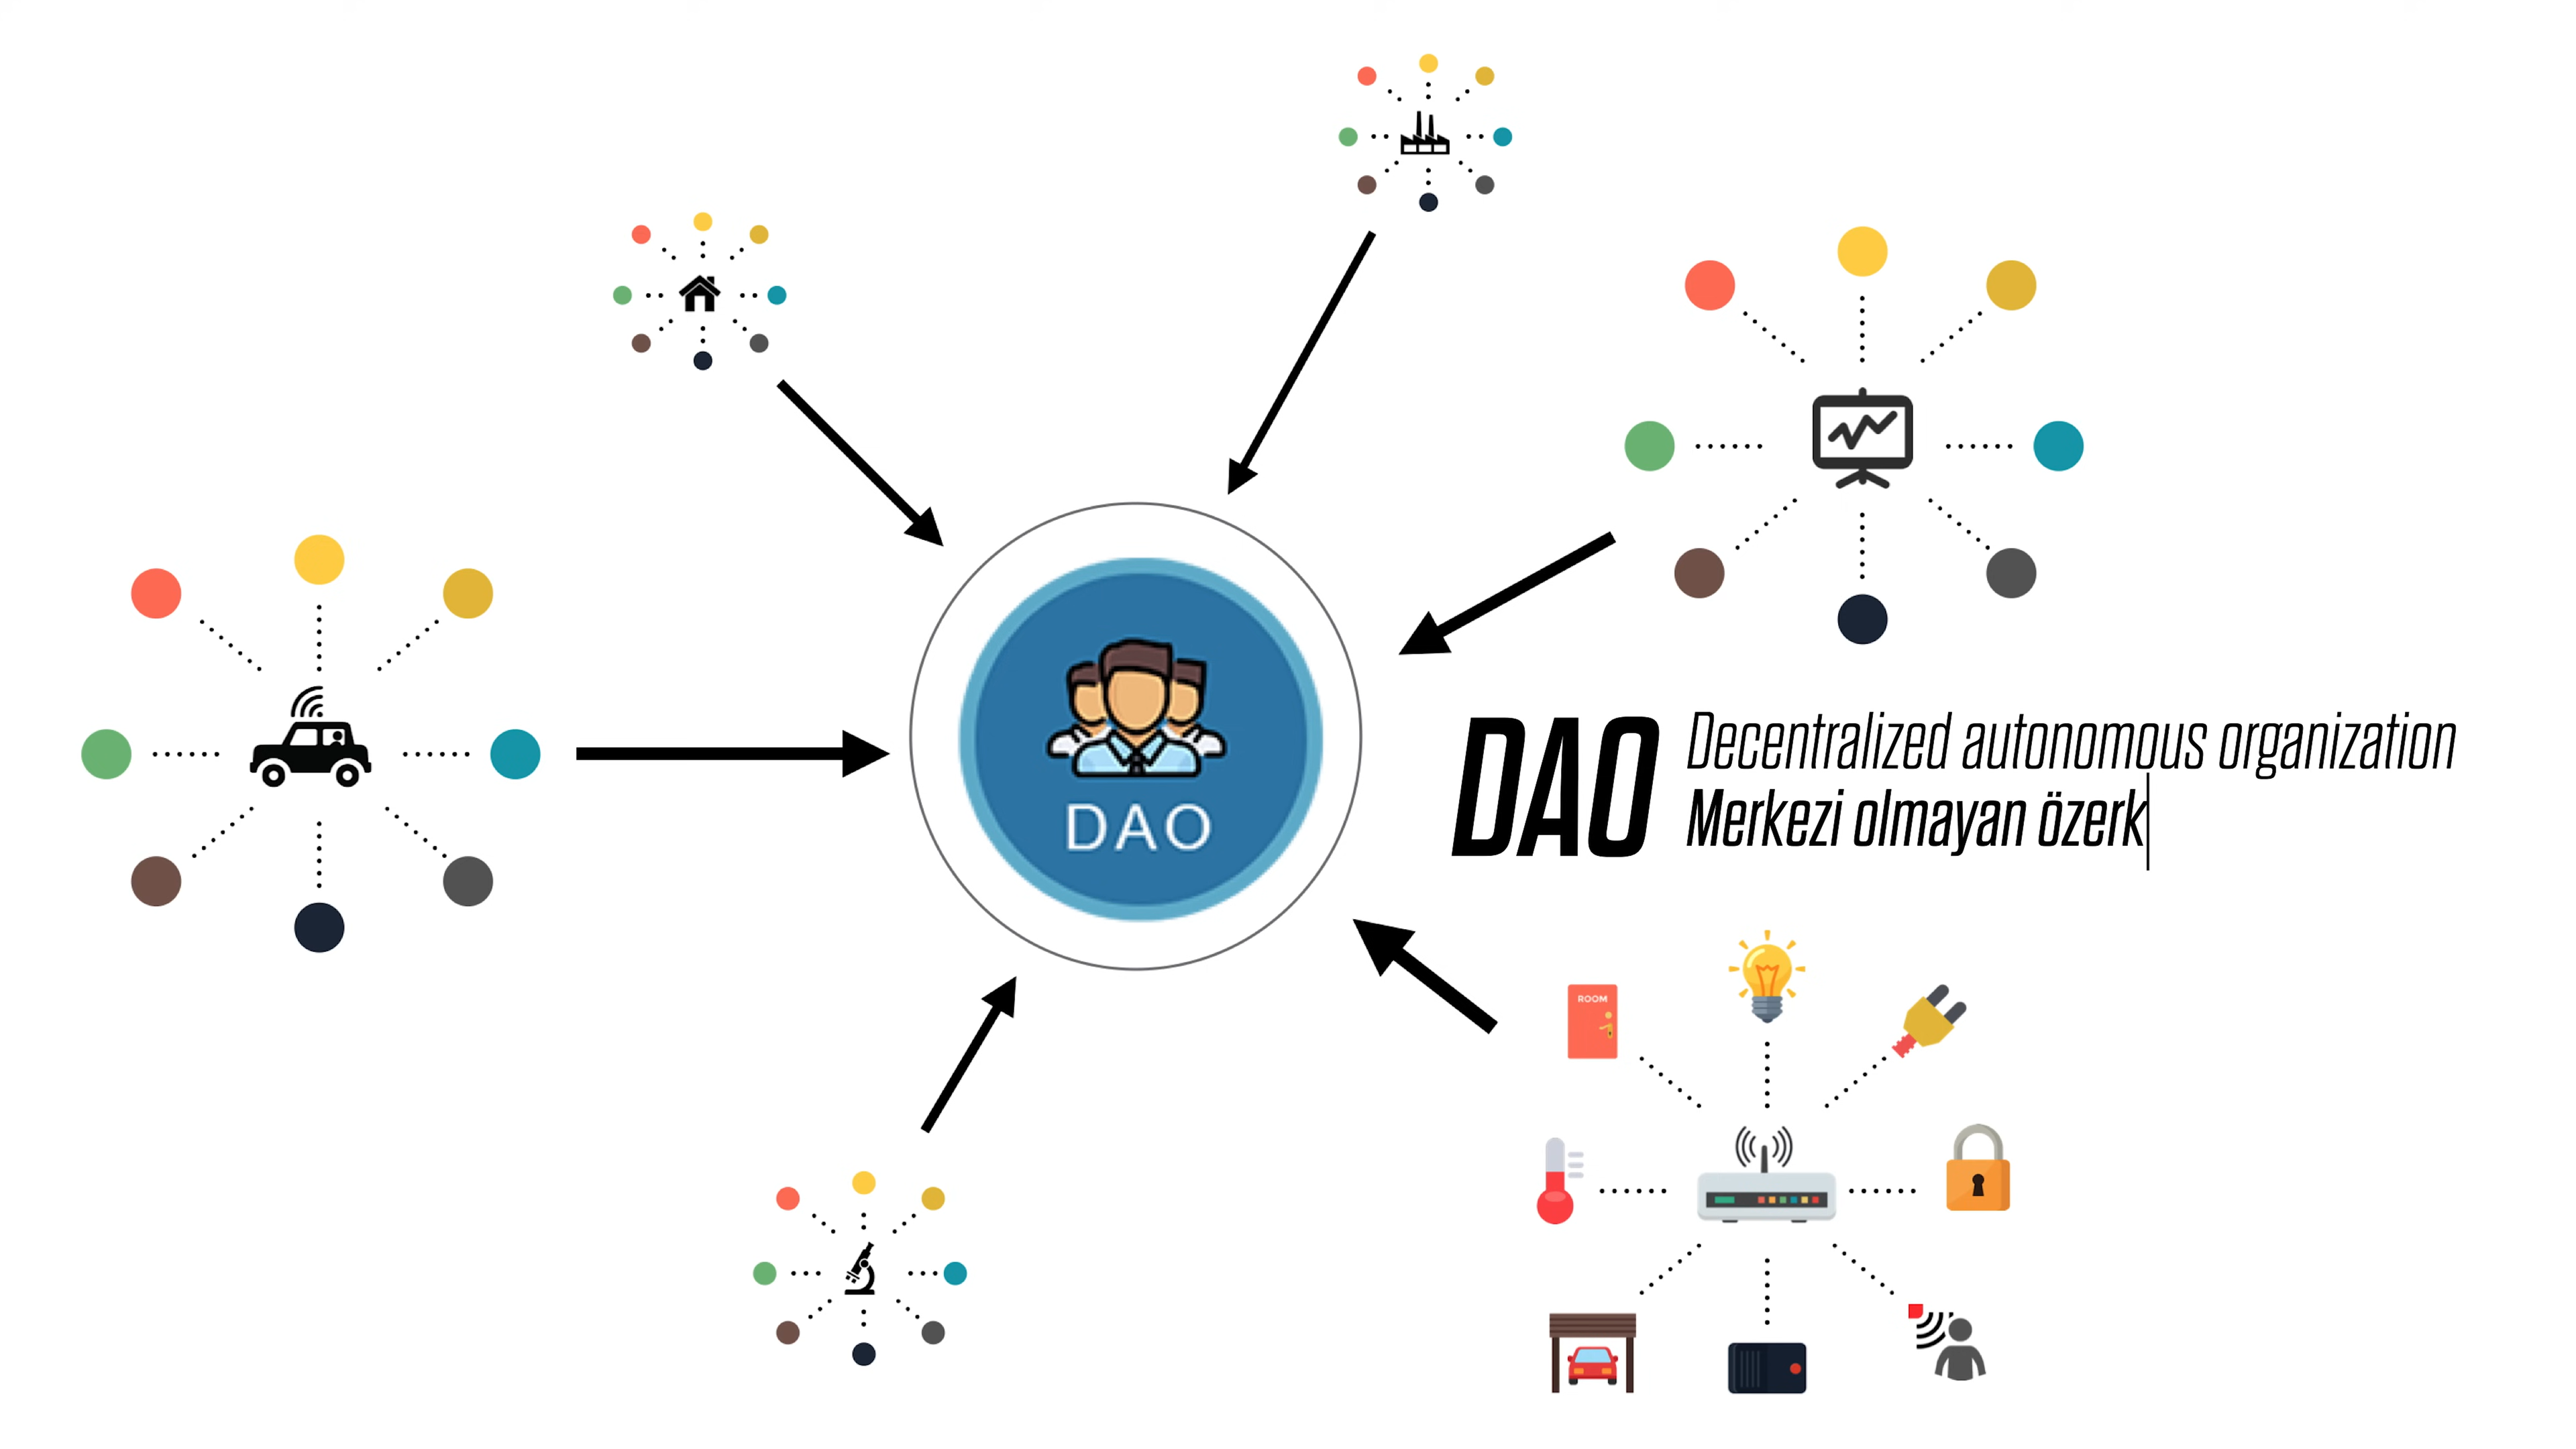 DAO
DAO
Decentralized autonomous organization
Merkezi olmayan özerk
ROOM